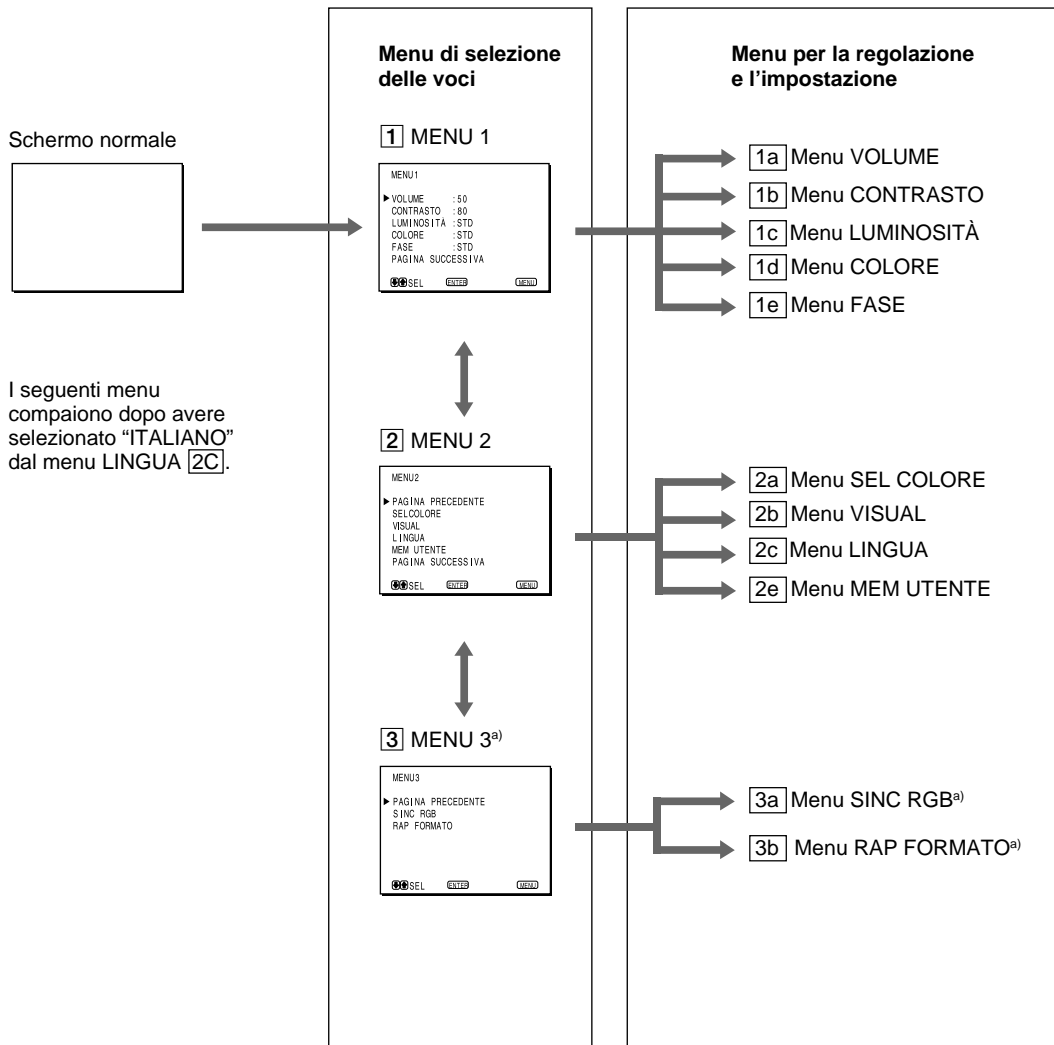 Menu di selezione
delle voci
Menu per la regolazione
e l’impostazione
Schermo normale
1 MENU 1
MENU1
VOLUME :50
CONTRASTO :80
LUMINOSITÀ :STD
COLORE :STD
FASE :STD
PAGINA SUCCESSIVA
SEL ENTER MENU
1a Menu VOLUME
1b Menu CONTRASTO
1c Menu LUMINOSITÀ
1d Menu COLORE
1e Menu FASE
I seguenti menu
compaiono dopo avere
selezionato “ITALIANO”
dal menu LINGUA 2C.
2 MENU 2
MENU2
PAGINA PRECEDENTE
SELCOLORE
VISUAL
LINGUA
MEM UTENTE
PAGINA SUCCESSIVA
SEL ENTER MENU
2a Menu SEL COLORE
2b Menu VISUAL
2c Menu LINGUA
2e Menu MEM UTENTE
3 MENU 3a)
MENU3
PAGINA PRECEDENTE
SINC RGB
RAP FORMATO
SEL ENTER MENU
3a Menu SINC RGBa)
3b Menu RAP FORMATOa)